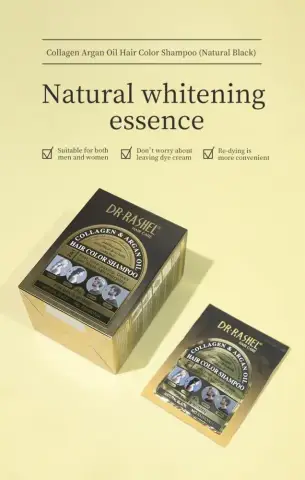 Collagen Argan Oil Hair Color Shampoo (Natural Black)
Natural whitening
essence
Suitable for both
men and women
Don't worry about
leaving dye cream
Re-dying is
more convenient
DR·RASHEL
HAIR CARE
COLLAGEN & ARGAN OIL
HAIR COLOR SHAMPOO
DR·RASHEL
COLLAGEN & ARGAN OIL
HAIR COLOR SHAMPOO